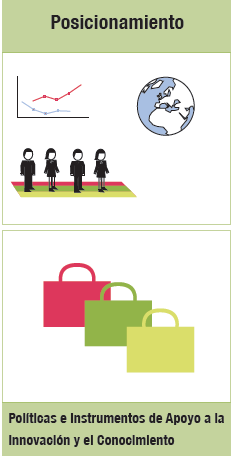 Posicionamiento
Políticas e Instrumentos de Apoyo a la
Innovación y el Conocimiento